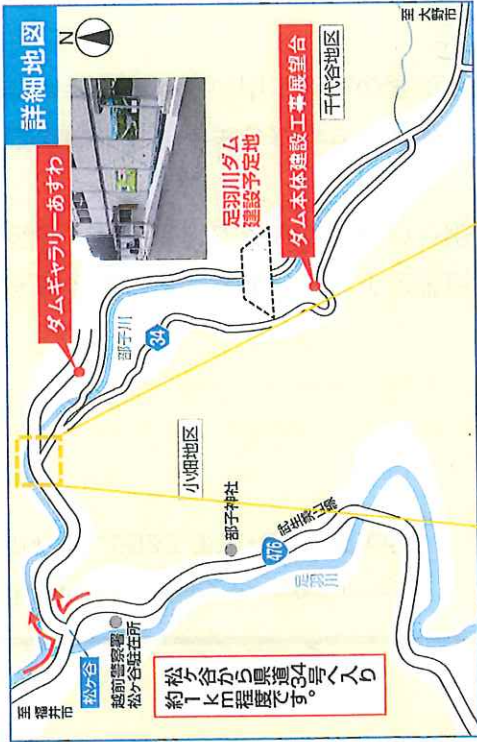 詳細地図
N
ダムギャラリーあすわ
至 大野市
千代谷地区
足羽川ダム
建設予定地
ダム本体建設工事展望台
部子川
34
小畑地区
部子神社
476
足羽川
至 福井市
松ヶ谷
越前警察署
松ケ谷駐在所
松ヶ谷から県道34号へ入り
約1km程度です。